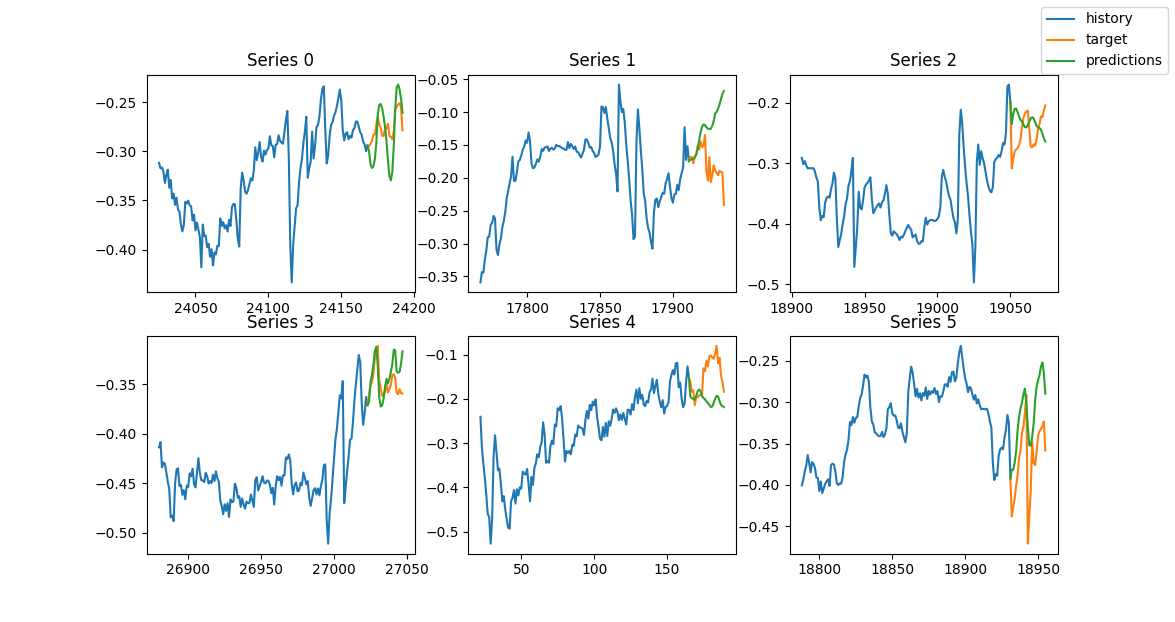 history
target
predictions
Series 0
Series 1
Series 2
−0.25
−0.30
−0.35
−0.40
24050 24100 24150 24200
−0.05
−0.10
−0.15
−0.20
−0.25
−0.30
−0.35
17800 17850 17900
−0.2
−0.3
−0.4
−0.5
18900 18950 19000 19050
Series 3
Series 4
Series 5
−0.35
−0.40
−0.45
−0.50
26900 26950 27000 27050
−0.1
−0.2
−0.3
−0.4
−0.5
50 100 150
−0.25
−0.30
−0.35
−0.40
−0.45
18800 18850 18900 18950